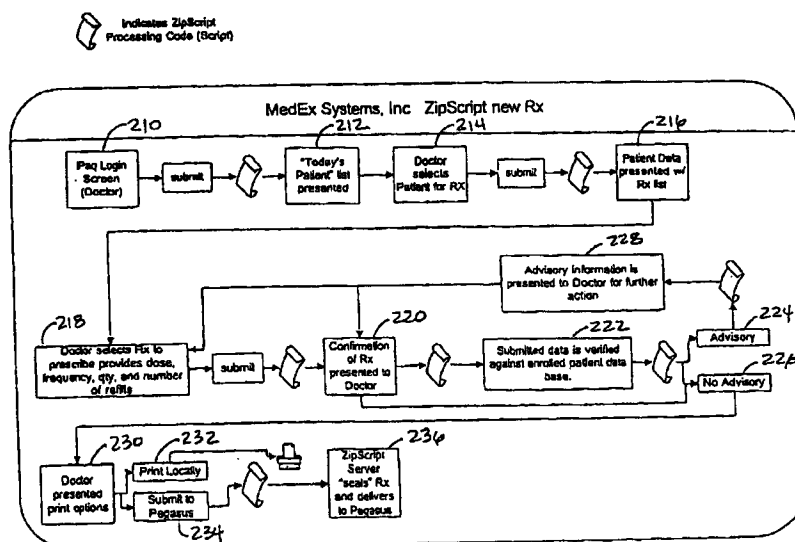 Indicates ZipScript
Processing Code (Script)
MedEx Systems, Inc ZipScript new Rx
210
212
214
216
iPaq Login
Screen
(Doctor)
submit
"Today's
Patient" list
presented
Doctor
selects
Patient for RX
submit
Patient Data
presented w/
Rx list
228
Advisory information is
presented to Doctor for further
action
218
Doctor selects Rx to
prescribe provides dose,
frequency, qty, and number
of refills
submit
220
Confirmation
of Rx
presented to
Doctor
222
Submitted data is verified
against enrolled patient data
base.
224
Advisory
226
No Advisory
230
Doctor
presented
print options
232
Print Locally
Submit to
Pegasus
234
236
ZipScript
Server
"seals" Rx
and delivers
to Pegasus